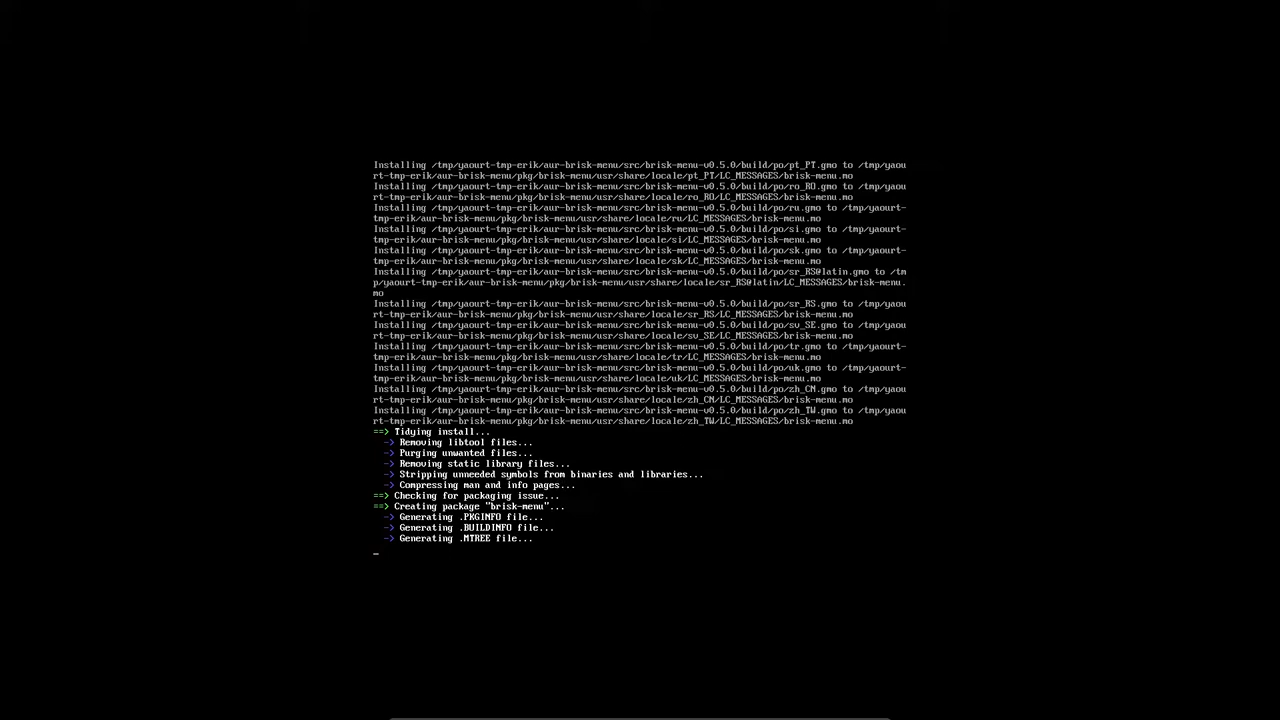 Installing /tmp/yaourt-tmp-erik/aur-brisk-menu/src/brisk-menu-v0.5.0/build/po/pt_PT.gmo to /tmp/yaou
rt-tmp-erik/aur-brisk-menu/pkg/brisk-menu/usr/share/locale/pt_PT/LC_MESSAGES/brisk-menu.mo
Installing /tmp/yaourt-tmp-erik/aur-brisk-menu/src/brisk-menu-v0.5.0/build/po/ro_RO.gmo to /tmp/yaou
rt-tmp-erik/aur-brisk-menu/pkg/brisk-menu/usr/share/locale/ro_RO/LC_MESSAGES/brisk-menu.mo
Installing /tmp/yaourt-tmp-erik/aur-brisk-menu/src/brisk-menu-v0.5.0/build/po/ru.gmo to /tmp/yaourt-
tmp-erik/aur-brisk-menu/pkg/brisk-menu/usr/share/locale/ru/LC_MESSAGES/brisk-menu.mo
Installing /tmp/yaourt-tmp-erik/aur-brisk-menu/src/brisk-menu-v0.5.0/build/po/si.gmo to /tmp/yaourt-
tmp-erik/aur-brisk-menu/pkg/brisk-menu/usr/share/locale/si/LC_MESSAGES/brisk-menu.mo
Installing /tmp/yaourt-tmp-erik/aur-brisk-menu/src/brisk-menu-v0.5.0/build/po/sk.gmo to /tmp/yaourt-
tmp-erik/aur-brisk-menu/pkg/brisk-menu/usr/share/locale/sk/LC_MESSAGES/brisk-menu.mo
Installing /tmp/yaourt-tmp-erik/aur-brisk-menu/src/brisk-menu-v0.5.0/build/po/sr_RS@latin.gmo to /tm
p/yaourt-tmp-erik/aur-brisk-menu/pkg/brisk-menu/usr/share/locale/sr_RS@latin/LC_MESSAGES/brisk-menu.
mo
Installing /tmp/yaourt-tmp-erik/aur-brisk-menu/src/brisk-menu-v0.5.0/build/po/sr_RS.gmo to /tmp/yaou
rt-tmp-erik/aur-brisk-menu/pkg/brisk-menu/usr/share/locale/sr_RS/LC_MESSAGES/brisk-menu.mo
Installing /tmp/yaourt-tmp-erik/aur-brisk-menu/src/brisk-menu-v0.5.0/build/po/sv_SE.gmo to /tmp/yaou
rt-tmp-erik/aur-brisk-menu/pkg/brisk-menu/usr/share/locale/sv_SE/LC_MESSAGES/brisk-menu.mo
Installing /tmp/yaourt-tmp-erik/aur-brisk-menu/src/brisk-menu-v0.5.0/build/po/tr.gmo to /tmp/yaourt-
tmp-erik/aur-brisk-menu/pkg/brisk-menu/usr/share/locale/tr/LC_MESSAGES/brisk-menu.mo
Installing /tmp/yaourt-tmp-erik/aur-brisk-menu/src/brisk-menu-v0.5.0/build/po/uk.gmo to /tmp/yaourt-
tmp-erik/aur-brisk-menu/pkg/brisk-menu/usr/share/locale/uk/LC_MESSAGES/brisk-menu.mo
Installing /tmp/yaourt-tmp-erik/aur-brisk-menu/src/brisk-menu-v0.5.0/build/po/zh_CN.gmo to /tmp/yaou
rt-tmp-erik/aur-brisk-menu/pkg/brisk-menu/usr/share/locale/zh_CN/LC_MESSAGES/brisk-menu.mo
Installing /tmp/yaourt-tmp-erik/aur-brisk-menu/src/brisk-menu-v0.5.0/build/po/zh_TW.gmo to /tmp/yaou
rt-tmp-erik/aur-brisk-menu/pkg/brisk-menu/usr/share/locale/zh_TW/LC_MESSAGES/brisk-menu.mo
==> Tidying install...
  -> Removing libtool files...
  -> Purging unwanted files...
  -> Removing static library files...
  -> Stripping unneeded symbols from binaries and libraries...
  -> Compressing man and info pages...
==> Checking for packaging issue...
==> Creating package "brisk-menu"...
  -> Generating .PKGINFO file...
  -> Generating .BUILDINFO file...
  -> Generating .MTREE file...